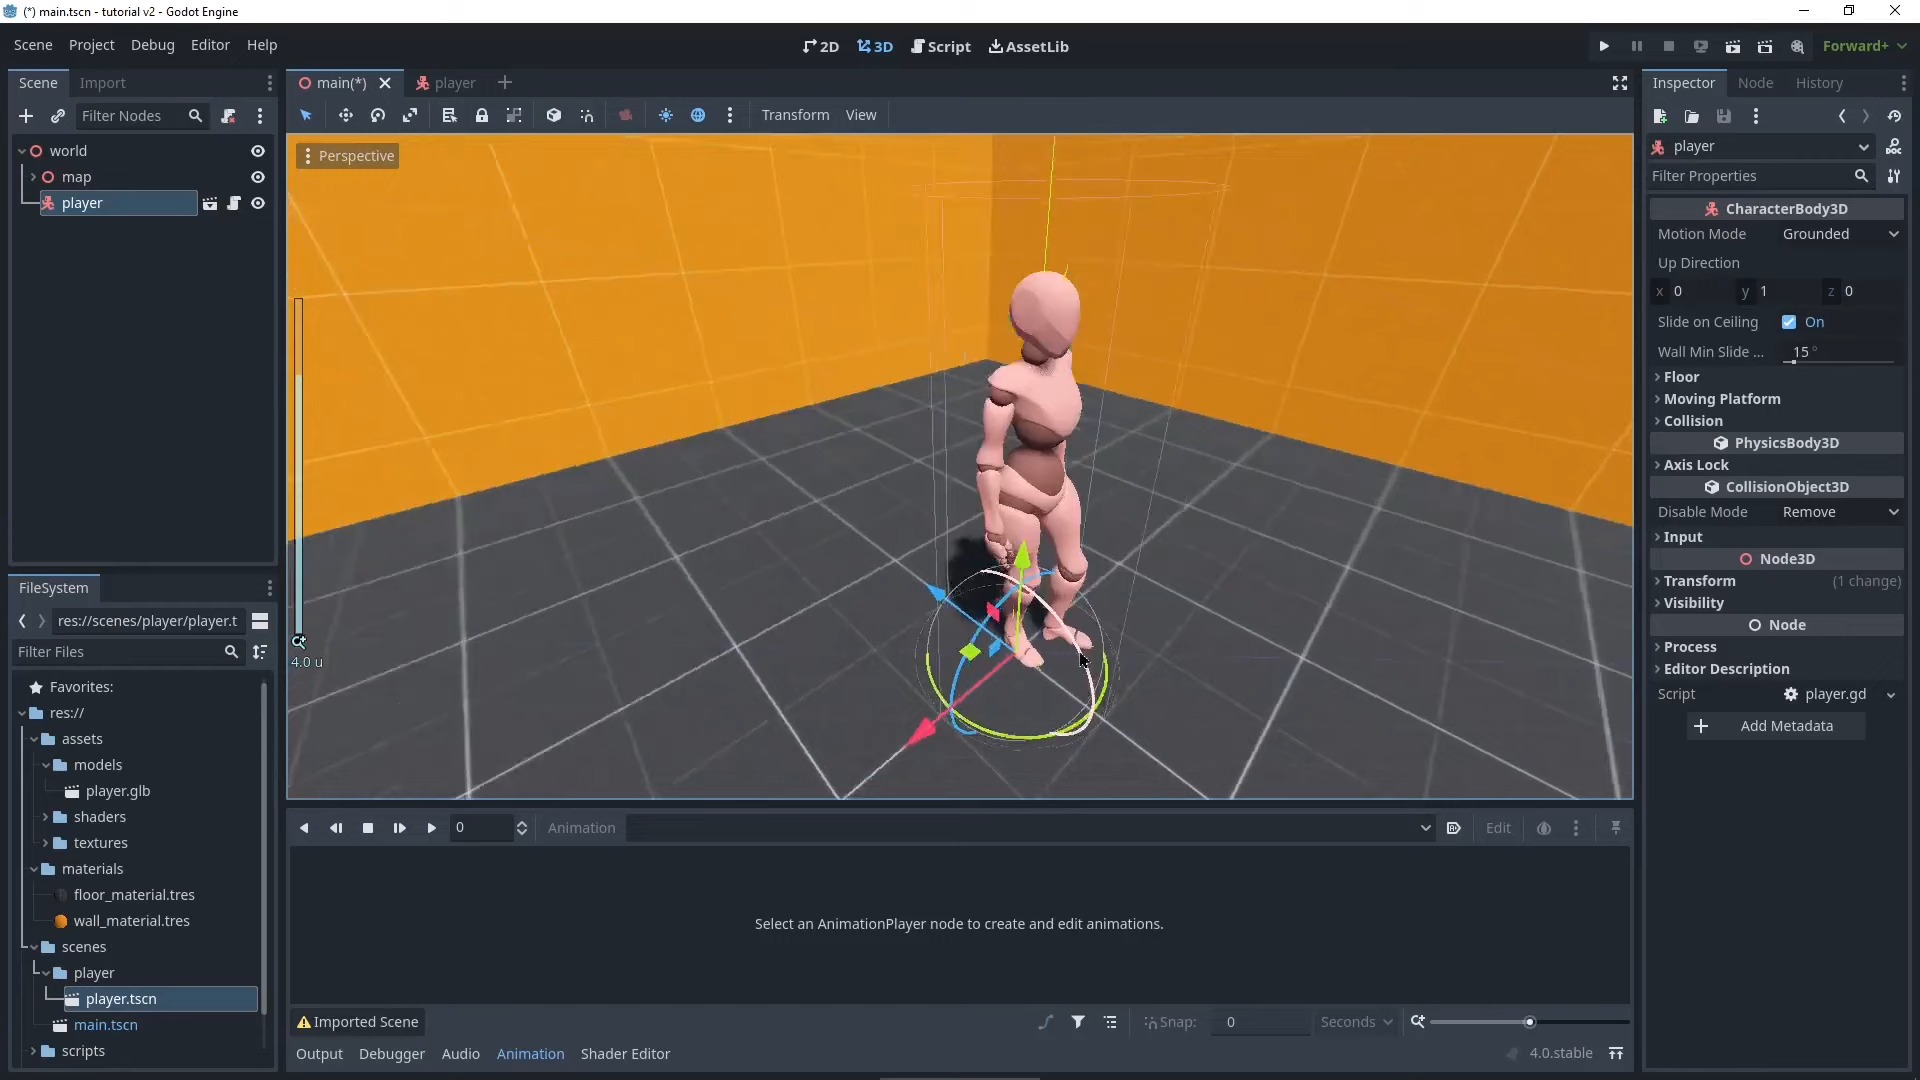 (*) main.tscn - tutorial v2 - Godot Engine
Scene Project Debug Editor Help
2D 3D Script AssetLib
Forward+
Scene Import
main(*) player
Inspector Node History
Filter Nodes
Transform View
world
map
player
Perspective
4.0 u
player
Filter Properties
CharacterBody3D
Motion Mode Grounded
Up Direction
x 0 y 1 z 0
Slide on Ceiling On
Wall Min Slide ... 15 °
Floor
Moving Platform
Collision
PhysicsBody3D
Axis Lock
CollisionObject3D
Disable Mode Remove
Input
Node3D
Transform (1 change)
Visibility
Node
Process
Editor Description
Script player.gd
Add Metadata
FileSystem
res://scenes/player/player.t
Filter Files
Favorites:
res://
assets
models
player.glb
shaders
textures
materials
floor_material.tres
wall_material.tres
scenes
player
player.tscn
main.tscn
scripts
0 Animation Edit
Select an AnimationPlayer node to create and edit animations.
Imported Scene
Snap: 0 Seconds
Output Debugger Audio Animation Shader Editor
4.0.stable